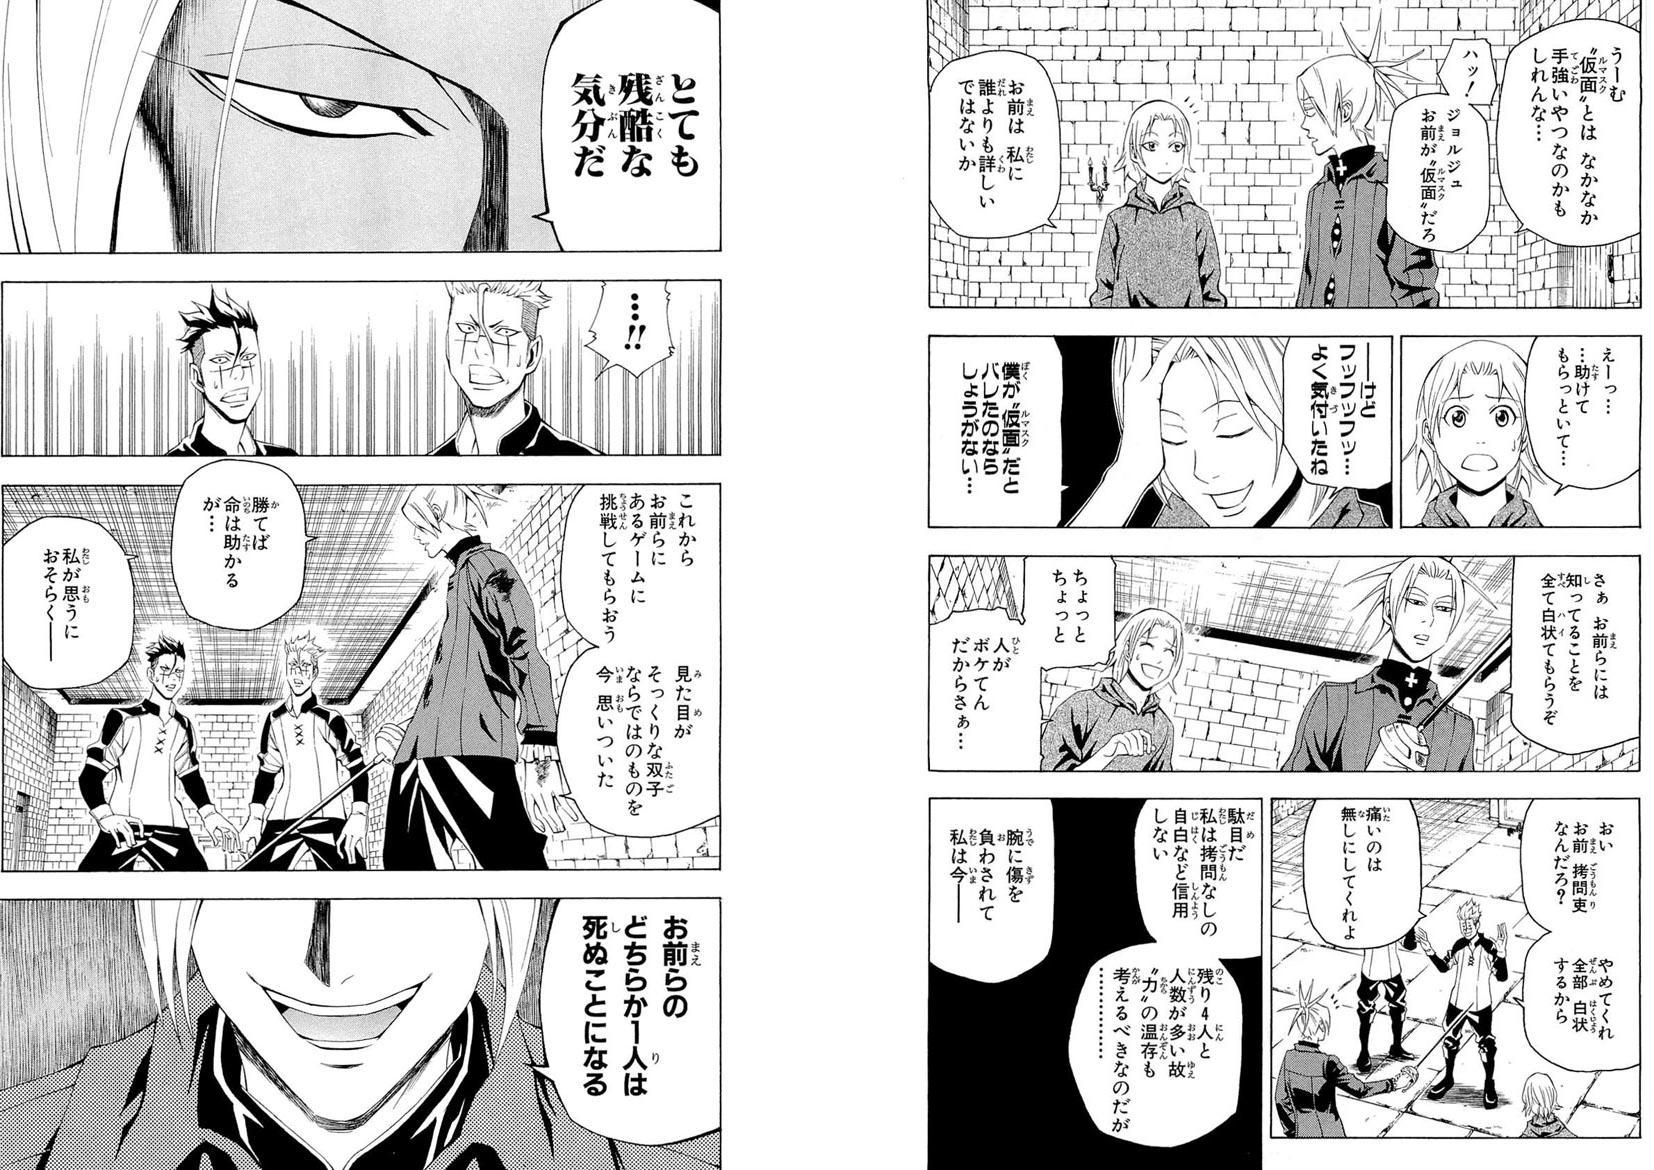 うーむ
〝仮面〟とは なかなか
手強いやつなのかも
しれんな…
ハッ！
ジョルジュ
お前が〝仮面〟だろ
お前は 私に
誰よりも詳しい
ではないか
えーっ…
…助けて
もらっといて…
──けど
フッフッフッ…
よく気付いたね
僕が〝仮面〟だと
バレたのなら
しょうがない…
さぁ お前らには
知ってることを
全て白状てもらうぞ
ちょっと
ちょっと
人が
ボケてん
だからさぁ…
おい
お前 拷問吏
なんだろ？
やめてくれ
全部 白状
するから
痛いのは
無しにしてくれよ
駄目だ
私は拷問なしの
自白など信用
しない
残り4人と
人数が多い故
〝力〟の温存も
考えるべきなのだが
…………
腕に傷を
負わされて
私は今──
とても
残酷な
気分だ
…!!
これから
お前らに
あるゲームに
挑戦してもらおう
見た目が
そっくりな双子
ならではのものを
今 思いついた
勝てば
命は助かる
が…
私が思うに
おそらく──
お前らの
どちらか1人は
死ぬことになる